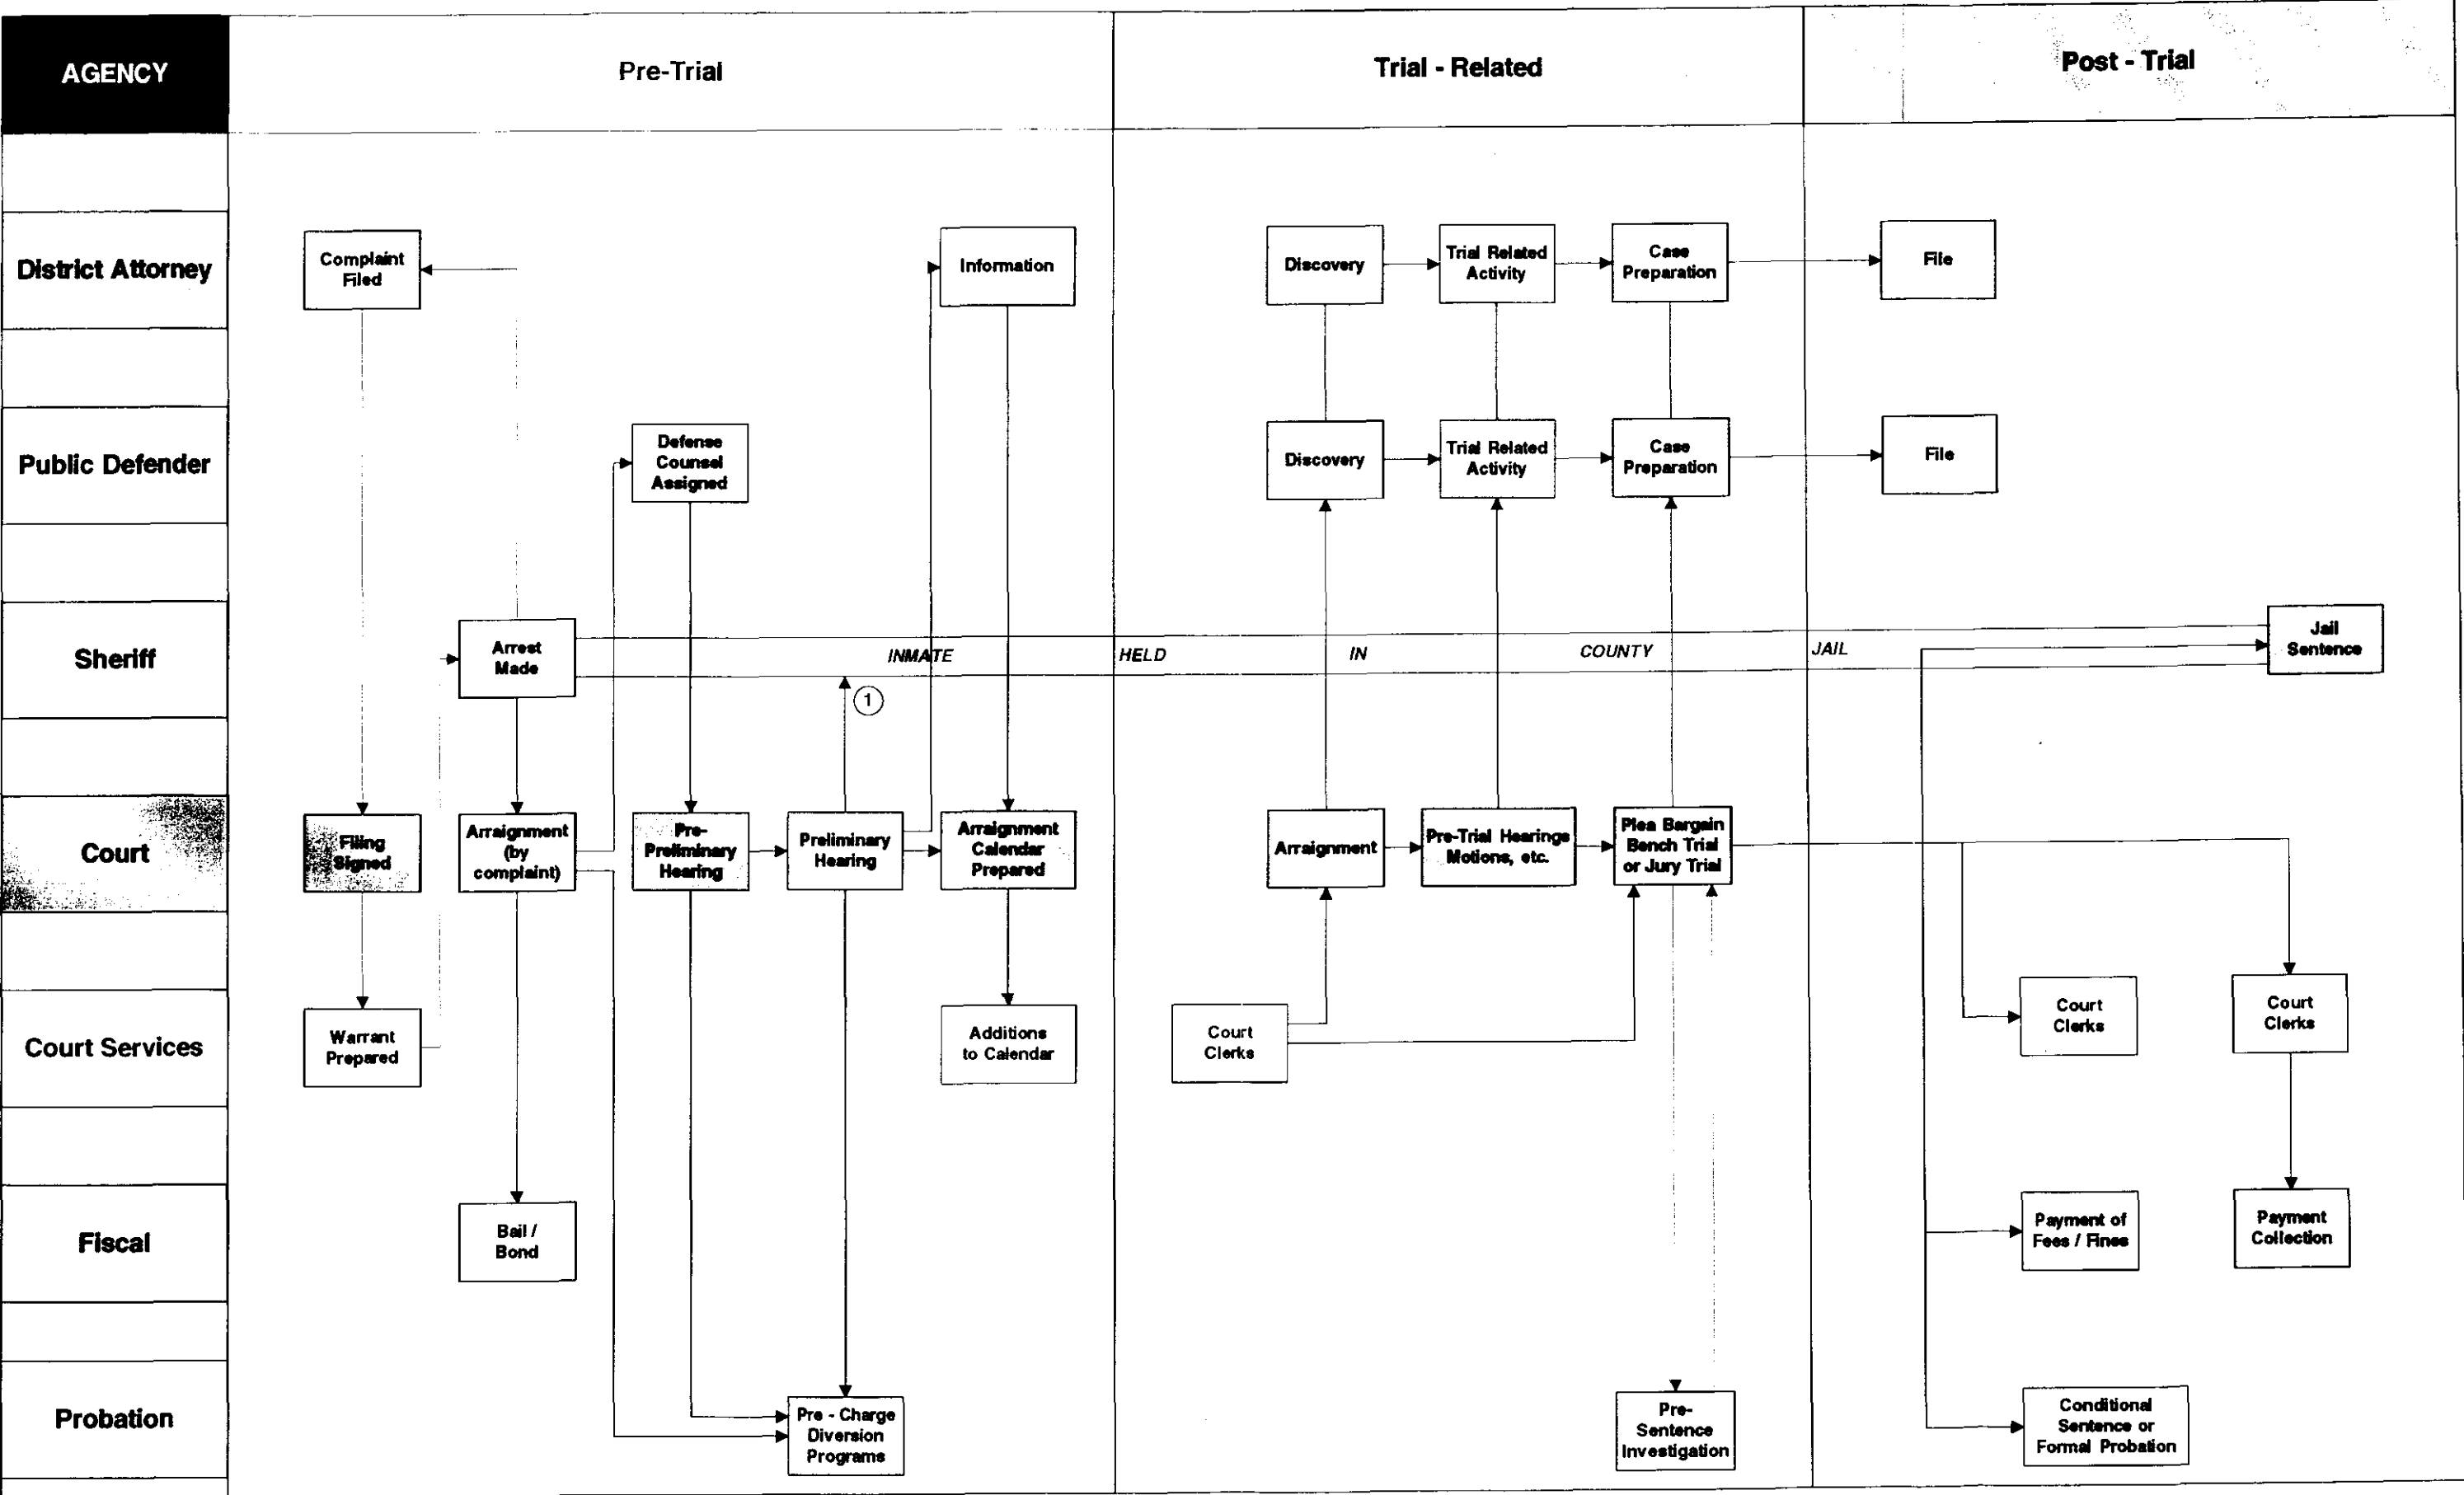 AGENCY
Pre-Trial
Trial - Related
Post - Trial
District Attorney
Complaint
Filed
Information
Discovery
Trial Related
Activity
Case
Preparation
File
Public Defender
Defense
Counsel
Assigned
Discovery
Trial Related
Activity
Case
Preparation
File
Sheriff
Arrest
Made
INMATE HELD IN COUNTY JAIL
Jail
Sentence
1
Court
Filing
Signed
Arraignment
(by
complaint)
Pre-
Preliminary
Hearing
Preliminary
Hearing
Arraignment
Calendar
Prepared
Arraignment
Pre-Trial Hearings
Motions, etc.
Plea Bargain
Bench Trial
or Jury Trial
Court Services
Warrant
Prepared
Additions
to Calendar
Court
Clerks
Court
Clerks
Court
Clerks
Fiscal
Bail /
Bond
Payment of
Fees / Fines
Payment
Collection
Probation
Pre - Charge
Diversion
Programs
Pre-
Sentence
Investigation
Conditional
Sentence or
Formal Probation